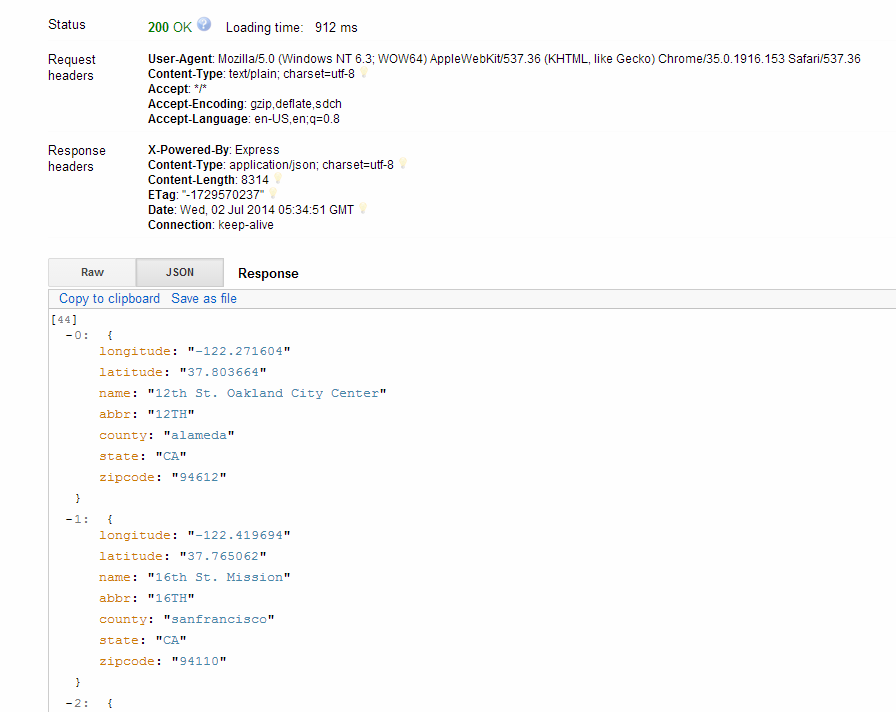 Status 200 OK Loading time: 912 ms
Request headers
User-Agent: Mozilla/5.0 (Windows NT 6.3; WOW64) AppleWebKit/537.36 (KHTML, like Gecko) Chrome/35.0.1916.153 Safari/537.36
Content-Type: text/plain; charset=utf-8
Accept: */*
Accept-Encoding: gzip,deflate,sdch
Accept-Language: en-US,en;q=0.8
Response headers
X-Powered-By: Express
Content-Type: application/json; charset=utf-8
Content-Length: 8314
ETag: "-1729570237"
Date: Wed, 02 Jul 2014 05:34:51 GMT
Connection: keep-alive
Raw JSON Response
Copy to clipboard Save as file
[44]
-0: {
longitude: "-122.271604"
latitude: "37.803664"
name: "12th St. Oakland City Center"
abbr: "12TH"
county: "alameda"
state: "CA"
zipcode: "94612"
}
-1: {
longitude: "-122.419694"
latitude: "37.765062"
name: "16th St. Mission"
abbr: "16TH"
county: "sanfrancisco"
state: "CA"
zipcode: "94110"
}
-2: {